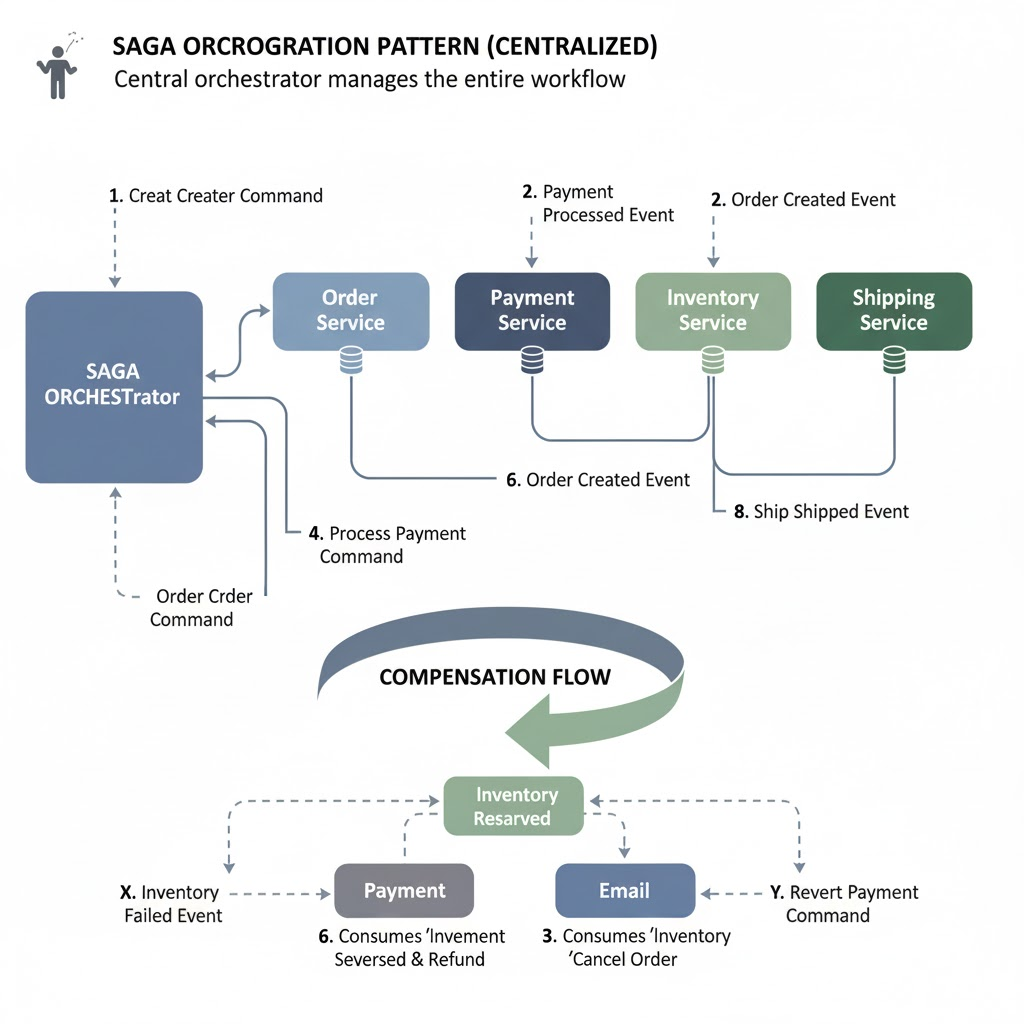 SAGA ORCROGRATION PATTERN (CENTRALIZED)
Central orchestrator manages the entire workflow
1. Creat Creater Command
2. Payment
Processed Event
2. Order Created Event
SAGA
ORCHESTrator
Order
Service
Payment
Service
Inventory
Service
Shipping
Service
6. Order Created Event
8. Ship Shipped Event
4. Process Payment
Command
Order Crder
Command
COMPENSATION FLOW
Inventory
Resarved
X. Inventory
Failed Event
Payment
Email
Y. Revert Payment
Command
6. Consumes 'Invement
Seversed & Refund
3. Consumes 'Inventory
'Cancel Order